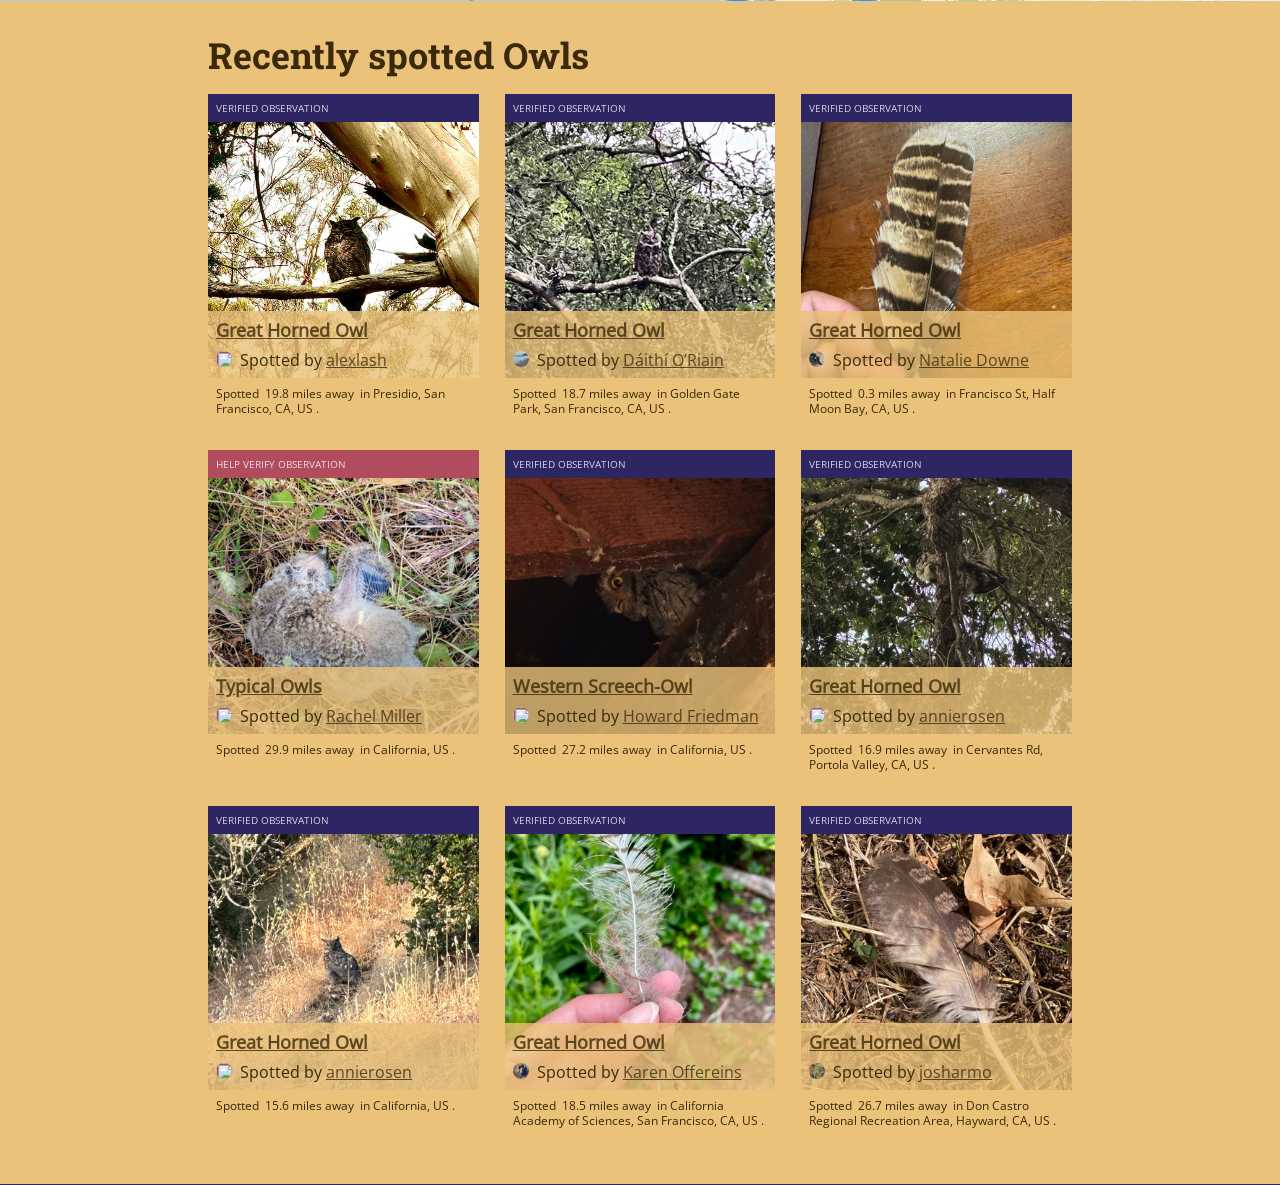 Recently spotted Owls
VERIFIED OBSERVATION
Great Horned Owl
Spotted by alexlash
Spotted 19.8 miles away in Presidio, San
Francisco, CA, US .
VERIFIED OBSERVATION
Great Horned Owl
Spotted by Dáithí O’Riain
Spotted 18.7 miles away in Golden Gate
Park, San Francisco, CA, US .
VERIFIED OBSERVATION
Great Horned Owl
Spotted by Natalie Downe
Spotted 0.3 miles away in Francisco St, Half
Moon Bay, CA, US .
HELP VERIFY OBSERVATION
Typical Owls
Spotted by Rachel Miller
Spotted 29.9 miles away in California, US .
VERIFIED OBSERVATION
Western Screech-Owl
Spotted by Howard Friedman
Spotted 27.2 miles away in California, US .
VERIFIED OBSERVATION
Great Horned Owl
Spotted by annierosen
Spotted 16.9 miles away in Cervantes Rd,
Portola Valley, CA, US .
VERIFIED OBSERVATION
Great Horned Owl
Spotted by annierosen
Spotted 15.6 miles away in California, US .
VERIFIED OBSERVATION
Great Horned Owl
Spotted by Karen Offereins
Spotted 18.5 miles away in California
Academy of Sciences, San Francisco, CA, US .
VERIFIED OBSERVATION
Great Horned Owl
Spotted by josharmo
Spotted 26.7 miles away in Don Castro
Regional Recreation Area, Hayward, CA, US .